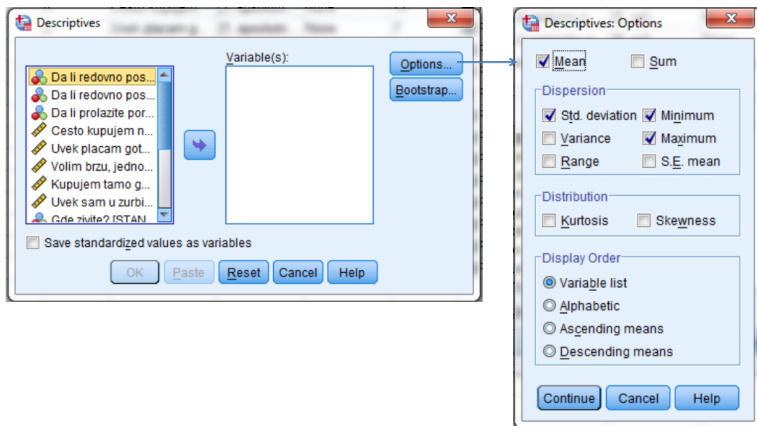 Descriptives
Variable(s):
Da li redovno pos...
Da li redovno pos...
Da li prolazite por...
Cesto kupujem n...
Uvek placam got...
Volim brzu, jedno...
Kupujem tamo g...
Uvek sam u zurbi...
Gde zivite? [STAN
Options...
Bootstrap...
Save standardized values as variables
OK Paste Reset Cancel Help
Descriptives: Options
Mean Sum
Dispersion
Std. deviation Minimum
Variance Maximum
Range S.E. mean
Distribution
Kurtosis Skewness
Display Order
Variable list
Alphabetic
Ascending means
Descending means
Continue Cancel Help